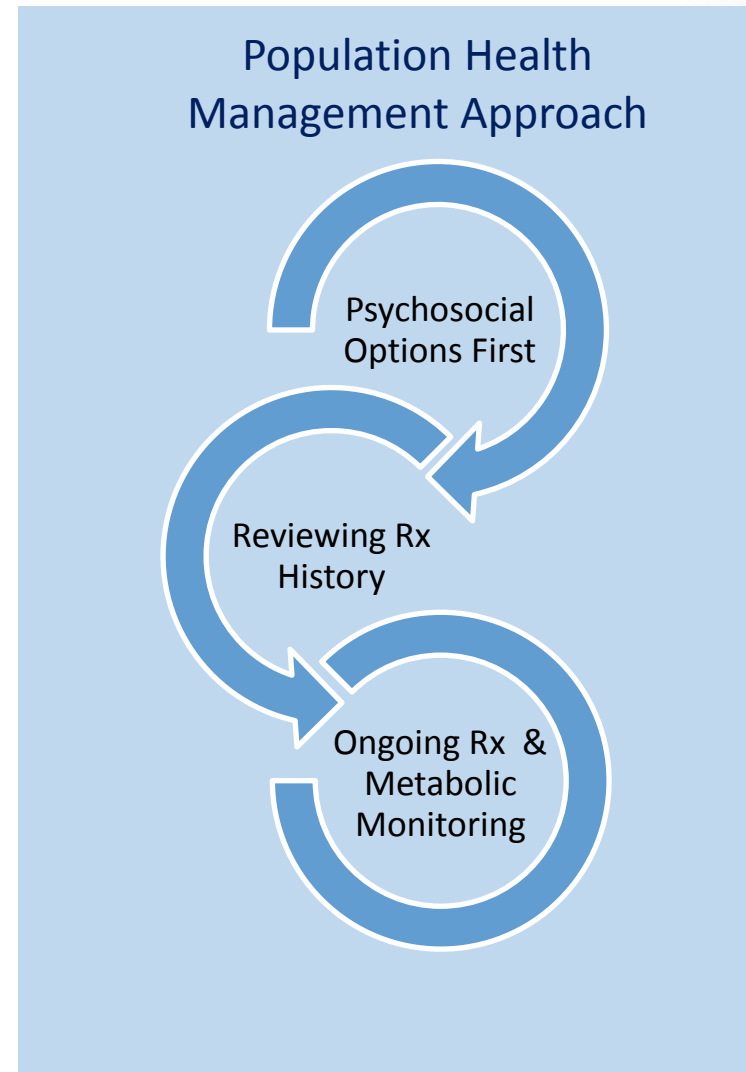 Population Health
Management Approach
Psychosocial
Options First
Reviewing Rx
History
Ongoing Rx & 
Metabolic
Monitoring